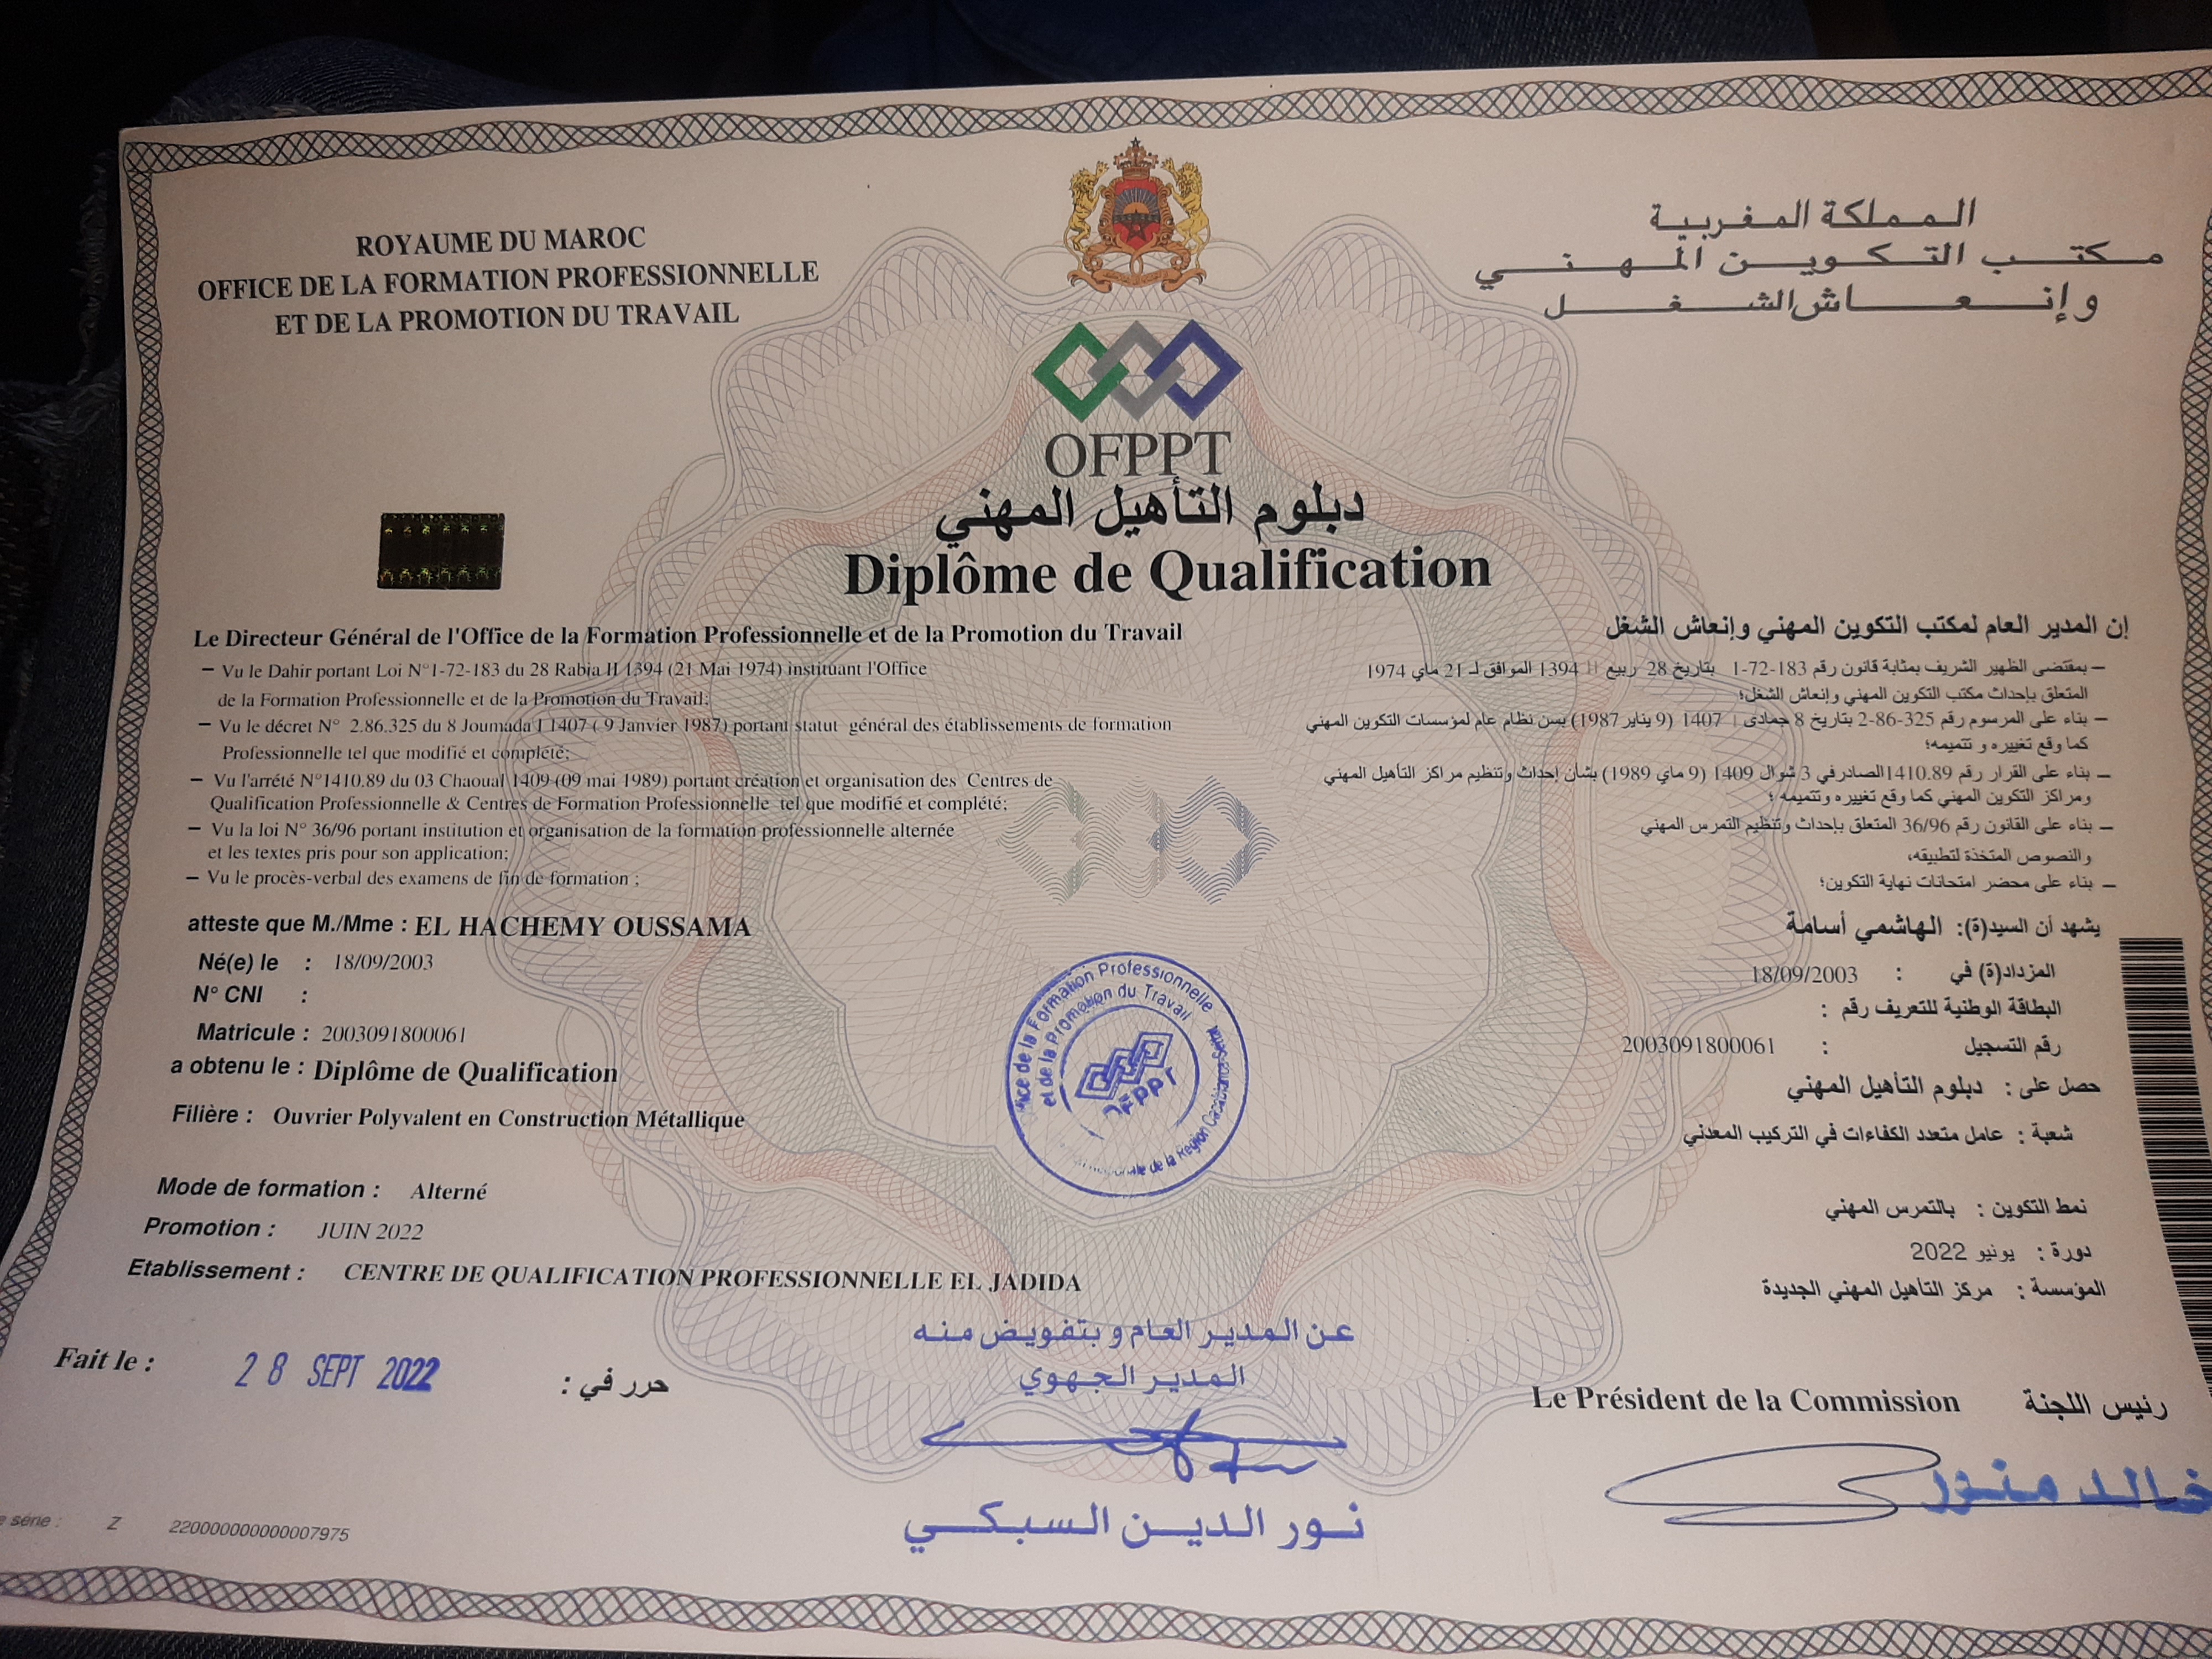 ROYAUME DU MAROC
OFFICE DE LA FORMATION PROFESSIONNELLE
ET DE LA PROMOTION DU TRAVAIL
المملكة المغربية
مكتب التكوين المهني
وإنعاش الشغل
OFPPT
دبلوم التأهيل المهني
Diplôme de Qualification
Le Directeur Général de l'Office de la Formation Professionnelle et de la Promotion du Travail
– Vu le Dahir portant Loi N°1-72-183 du 28 Rabia II 1394 (21 Mai 1974) instituant l'Office
de la Formation Professionnelle et de la Promotion du Travail;
– Vu le décret N° 2.86.325 du 8 Joumada I 1407 ( 9 Janvier 1987) portant statut général des établissements de formation
Professionnelle tel que modifié et complété;
– Vu l'arrété N°1410.89 du 03 Chaoual 1409 (09 mai 1989) portant création et organisation des Centres de
Qualification Professionnelle & Centres de Formation Professionnelle tel que modifié et complété;
– Vu la loi N° 36/96 portant institution et organisation de la formation professionnelle alternée
et les textes pris pour son application;
– Vu le procès-verbal des examens de fin de formation ;
إن المدير العام لمكتب التكوين المهني وإنعاش الشغل
– بمقتضى الظهير الشريف بمثابة قانون رقم 183-72-1 بتاريخ 28 ربيع II 1394 الموافق لـ 21 ماي 1974
المتعلق بإحداث مكتب التكوين المهني وإنعاش الشغل؛
– بناء على المرسوم رقم 325-86-2 بتاريخ 8 جمادى I 1407 (9 يناير 1987) بسن نظام عام لمؤسسات التكوين المهني
كما وقع تغييره و تتميمه؛
– بناء على القرار رقم 1410.89 الصادر في 3 شوال 1409 (9 ماي 1989) بشأن إحداث وتنظيم مراكز التأهيل المهني
ومراكز التكوين المهني كما وقع تغييره وتتميمه ؛
– بناء على القانون رقم 36/96 المتعلق بإحداث وتنظيم التمرس المهني
والنصوص المتخذة لتطبيقه،
– بناء على محضر امتحانات نهاية التكوين؛
atteste que M./Mme : EL HACHEMY OUSSAMA
Né(e) le : 18/09/2003
N° CNI :
Matricule : 2003091800061
a obtenu le : Diplôme de Qualification
Filière : Ouvrier Polyvalent en Construction Métallique
Mode de formation : Alterné
Promotion : JUIN 2022
Etablissement : CENTRE DE QUALIFICATION PROFESSIONNELLE EL JADIDA
يشهد أن السيد(ة): الهاشمي أسامة
المزداد(ة) في : 18/09/2003
البطاقة الوطنية للتعريف رقم :
رقم التسجيل : 2003091800061
حصل على : دبلوم التأهيل المهني
شعبة : عامل متعدد الكفاءات في التركيب المعدني
نمط التكوين : بالتمرس المهني
دورة : يونيو 2022
المؤسسة : مركز التأهيل المهني الجديدة
de la Formation Professionnelle
et de la Promotion du Travail
OFPPT
de la Région Casablanca-Settat
Fait le : 28 SEPT 2022 حرر في :
عن المدير العام و بتفويض منه
المدير الجهوي
نور الدين السبكي
Le Président de la Commission رئيس اللجنة
خالد منور
série : Z 220000000000007975